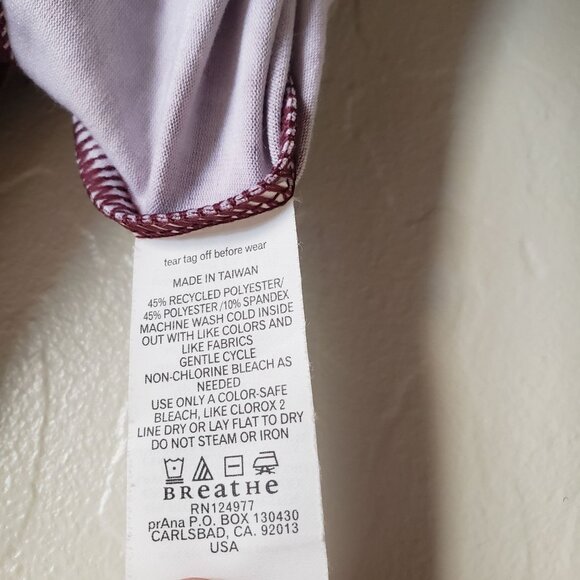 tear tag off before wear
MADE IN TAIWAN
45% RECYCLED POLYESTER/
45% POLYESTER/10% SPANDEX
MACHINE WASH COLD INSIDE
OUT WITH LIKE COLORS AND
LIKE FABRICS
GENTLE CYCLE
NON-CHLORINE BLEACH AS
NEEDED
USE ONLY A COLOR-SAFE
BLEACH, LIKE CLOROX 2
LINE DRY OR LAY FLAT TO DRY
DO NOT STEAM OR IRON
BReatHe
RN124977
prAna P.O. BOX 130430
CARLSBAD, CA. 92013
USA